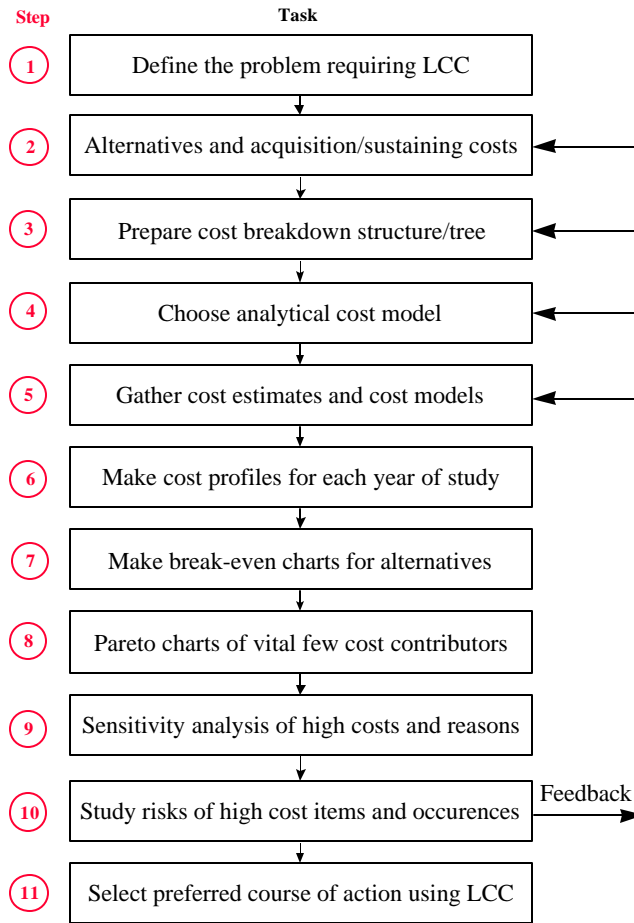 Step Task
1 Define the problem requiring LCC
2 Alternatives and acquisition/sustaining costs
3 Prepare cost breakdown structure/tree
4 Choose analytical cost model
5 Gather cost estimates and cost models
6 Make cost profiles for each year of study
7 Make break-even charts for alternatives
8 Pareto charts of vital few cost contributors
9 Sensitivity analysis of high costs and reasons
10 Study risks of high cost items and occurences Feedback
11 Select preferred course of action using LCC